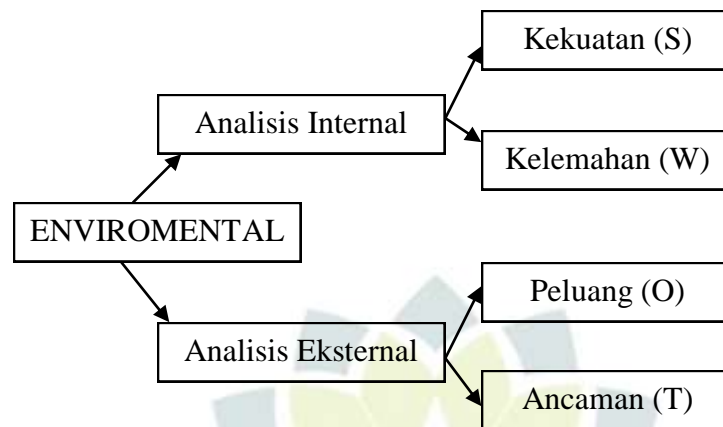 Kekuatan (S)
Analisis Internal
Kelemahan (W)
ENVIROMENTAL
Peluang (O)
Analisis Eksternal
Ancaman (T)